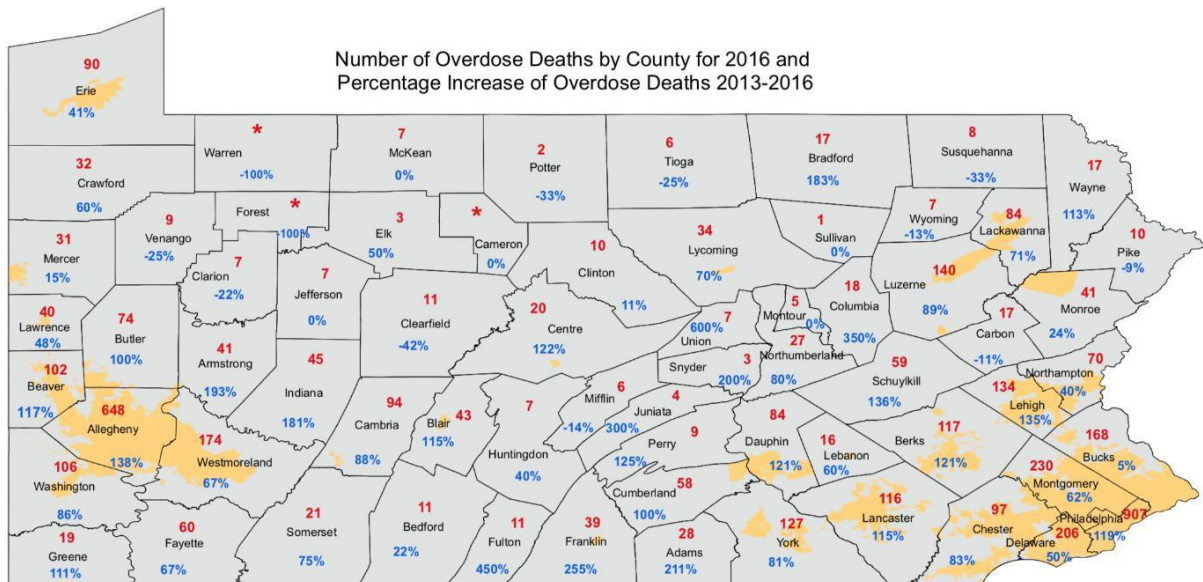 Number of Overdose Deaths by County for 2016 and
Percentage Increase of Overdose Deaths 2013-2016
90
Erie
41%
*
Warren
-100%
7
McKean
0%
2
Potter
-33%
6
Tioga
-25%
17
Bradford
183%
8
Susquehanna
-33%
17
Wayne
113%
32
Crawford
60%
9
Venango
-25%
*
Forest
-100%
3
Elk
50%
*
Cameron
0%
10
Clinton
11%
34
Lycoming
70%
1
Sullivan
0%
7
Wyoming
-13%
84
Lackawanna
71%
10
Pike
-9%
31
Mercer
15%
7
Clarion
-22%
7
Jefferson
0%
11
Clearfield
-42%
20
Centre
122%
7
600%
Union
5
Montour
0%
18
Columbia
350%
140
Luzerne
89%
41
Monroe
24%
17
Carbon
-11%
40
Lawrence
48%
74
Butler
100%
41
Armstrong
193%
45
Indiana
181%
3
Snyder
200%
27
Northumberland
80%
59
Schuylkill
136%
70
Northampton
40%
134
Lehigh
135%
102
Beaver
117%
648
Allegheny
138%
174
Westmoreland
67%
94
Cambria
88%
43
Blair
115%
7
Huntingdon
40%
6
Mifflin
-14%
4
Juniata
300%
9
Perry
125%
84
Dauphin
121%
16
Lebanon
60%
117
Berks
121%
168
Bucks
5%
230
Montgomery
62%
106
Washington
86%
60
Fayette
67%
21
Somerset
75%
11
Bedford
22%
11
Fulton
450%
39
Franklin
255%
58
Cumberland
100%
28
Adams
211%
127
York
81%
116
Lancaster
115%
97
Chester
83%
206
Delaware
50%
907
Philadelphia
119%
19
Greene
111%